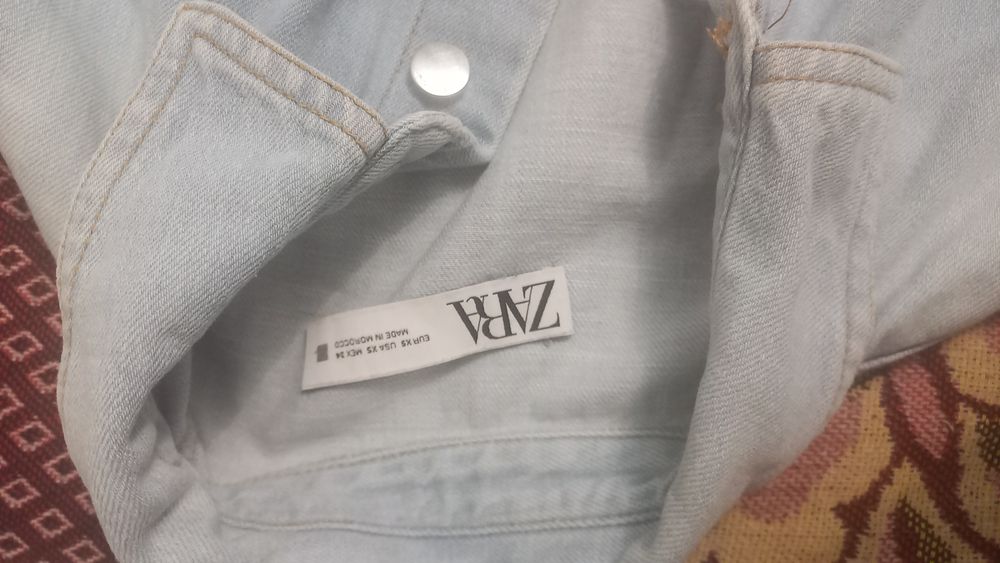 ZARA
EUR XS USA XS MEX 24
MADE IN MOROCCO